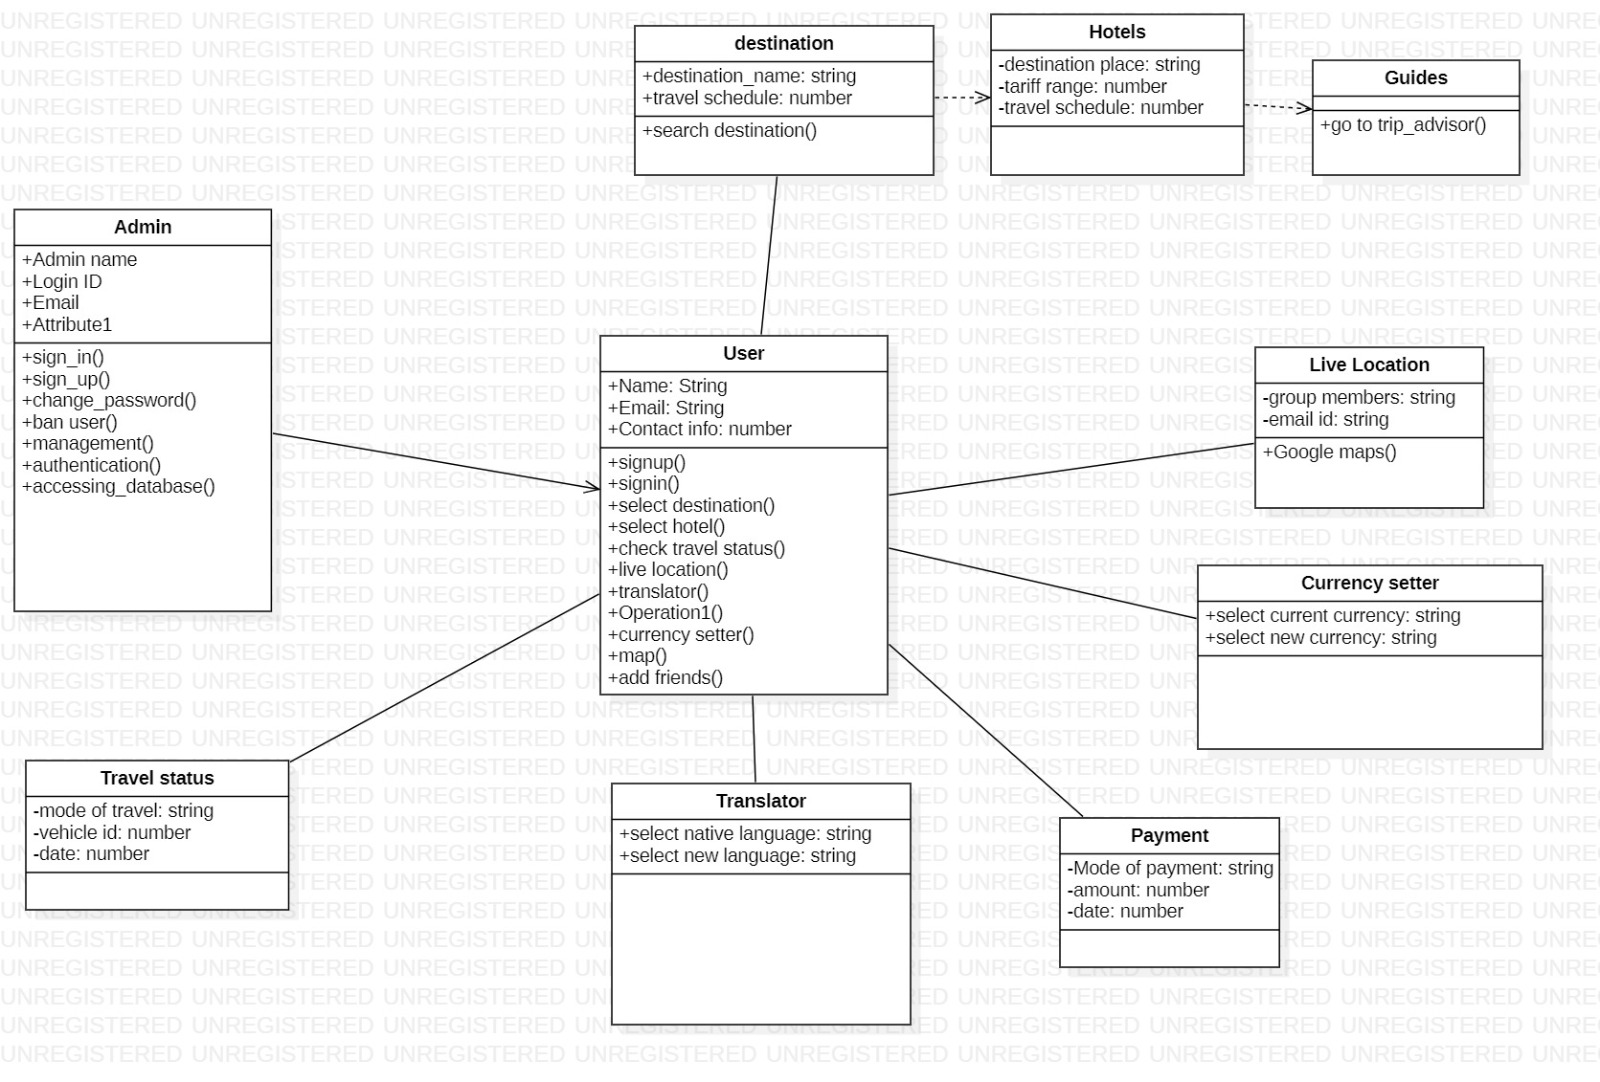 destination
+destination_name: string
+travel schedule: number
+search destination()
Hotels
-destination place: string
-tariff range: number
-travel schedule: number
Guides
+go to trip_advisor()
Admin
+Admin name
+Login ID
+Email
+Attribute1
+sign_in()
+sign_up()
+change_password()
+ban user()
+management()
+authentication()
+accessing_database()
User
+Name: String
+Email: String
+Contact info: number
+signup()
+signin()
+select destination()
+select hotel()
+check travel status()
+live location()
+translator()
+Operation1()
+currency setter()
+map()
+add friends()
Live Location
-group members: string
-email id: string
+Google maps()
Currency setter
+select current currency: string
+select new currency: string
Travel status
-mode of travel: string
-vehicle id: number
-date: number
Translator
+select native language: string
+select new language: string
Payment
-Mode of payment: string
-amount: number
-date: number
UNREGISTERED